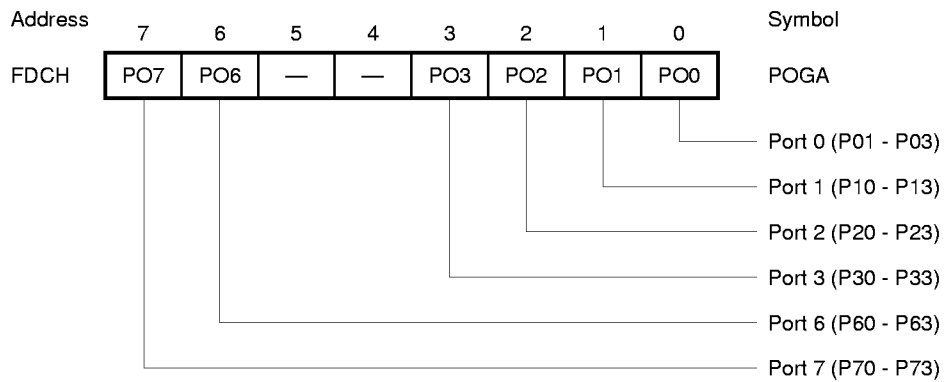 Address 7 6 5 4 3 2 1 0 Symbol
FDCH PO7 PO6 — — PO3 PO2 PO1 PO0 POGA
Port 0 (P01 - P03)
Port 1 (P10 - P13)
Port 2 (P20 - P23)
Port 3 (P30 - P33)
Port 6 (P60 - P63)
Port 7 (P70 - P73)